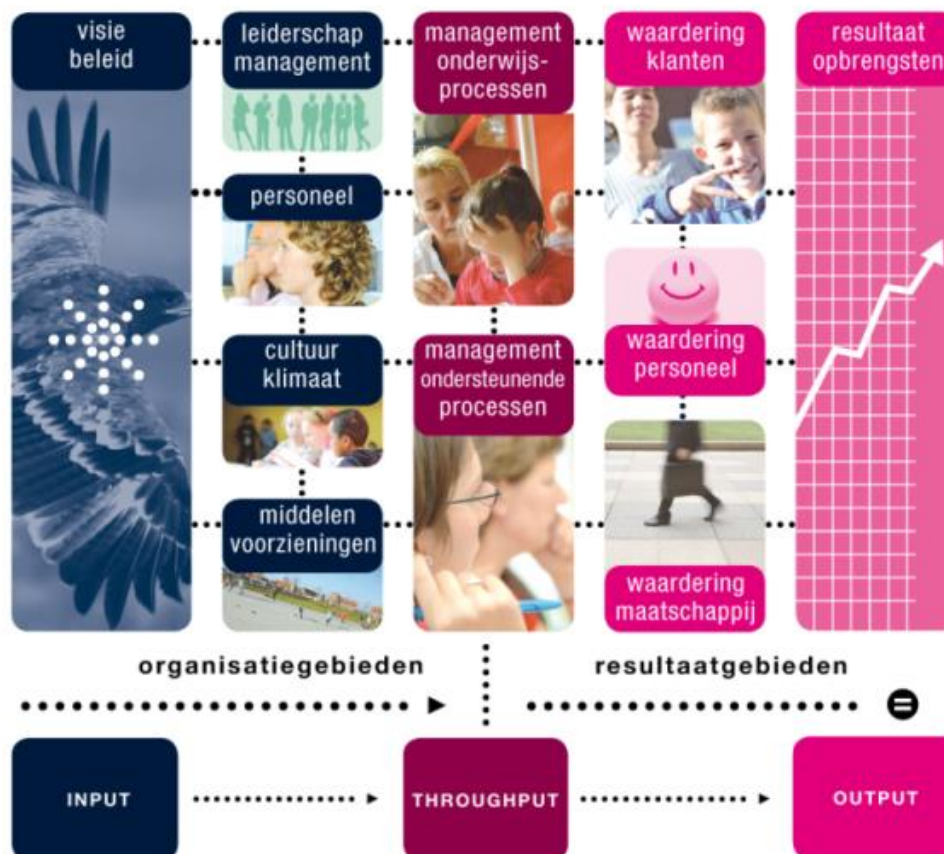 visie
beleid
leiderschap
management
management
onderwijs-
processen
waardering
klanten
resultaat
opbrengsten
personeel
cultuur
klimaat
management
ondersteunende
processen
waardering
personeel
middelen
voorzieningen
waardering
maatschappij
organisatiegebieden
resultaatgebieden
=
INPUT
THROUGHPUT
OUTPUT